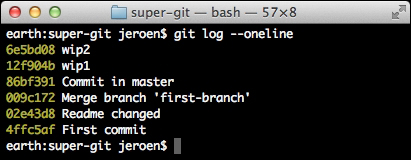 super-git — bash — 57×8
earth:super-git jeroen$ git log --oneline
6e5bd08 wip2
12f904b wip1
86bf391 Commit in master
009c172 Merge branch 'first-branch'
02e43d8 Readme changed
4ffc5af First commit
earth:super-git jeroen$